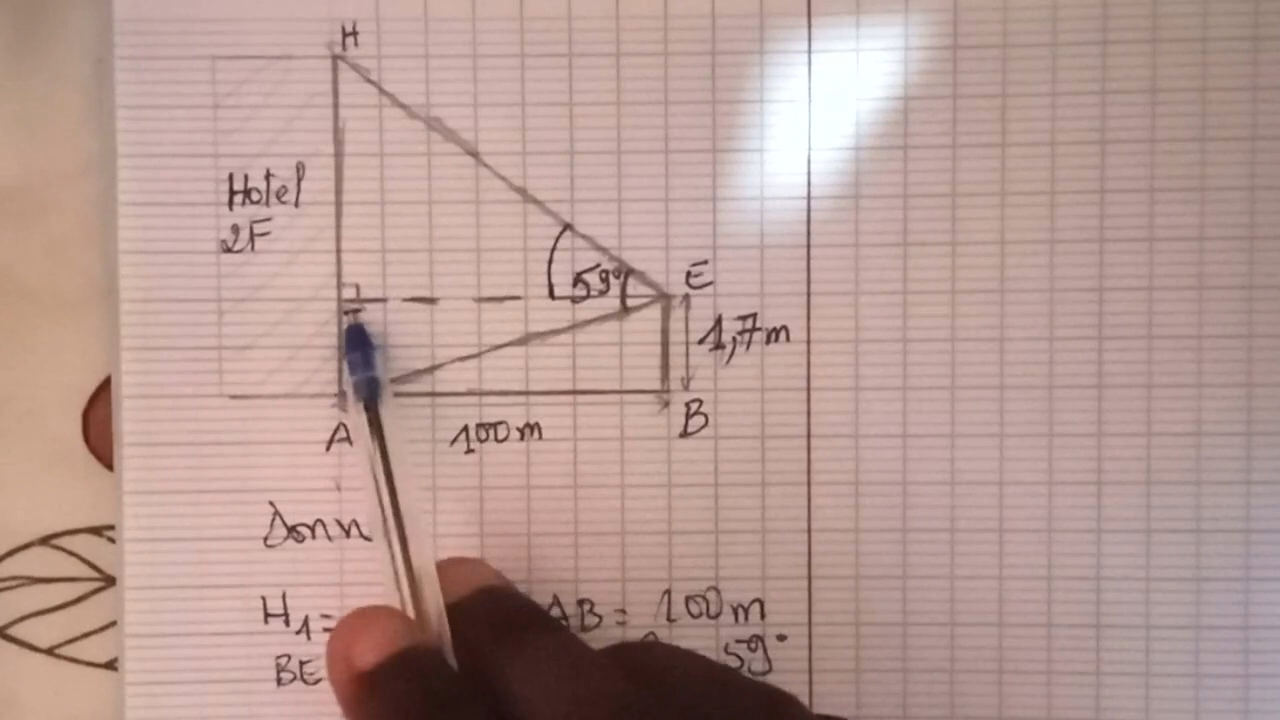 H
Hotel
2F
59° E
1,7m
A 100m B
Donn
H1= AB= 100m
BE 59°